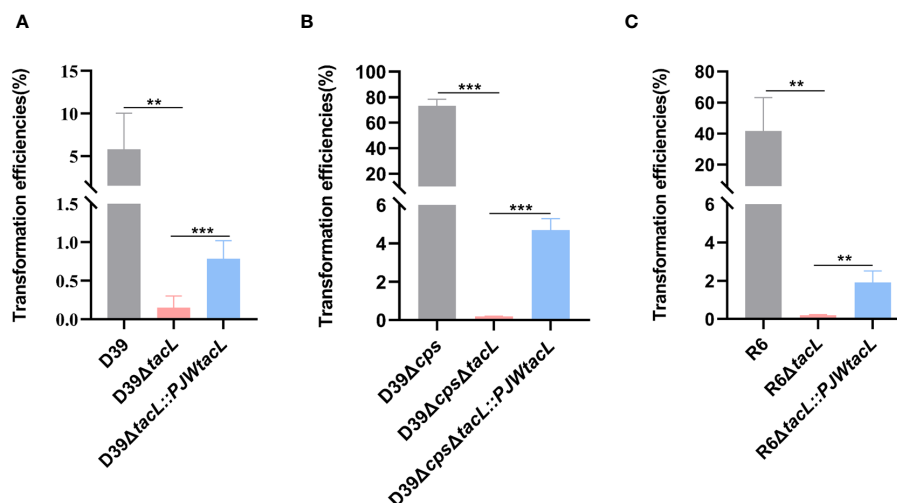 A
Transformation efficiencies(%)
15
10
5
1.5
1.0
0.5
0.0
**
***
D39
D39ΔtacL
D39ΔtacL::PJWtacL
B
Transformation efficiencies(%)
100
80
60
40
20
6
4
2
0
***
***
D39Δcps
D39ΔcpsΔtacL
D39ΔcpsΔtacL::PJWtacL
C
Transformation efficiencies(%)
80
60
40
20
6
4
2
0
**
**
R6
R6ΔtacL
R6ΔtacL::PJWtacL